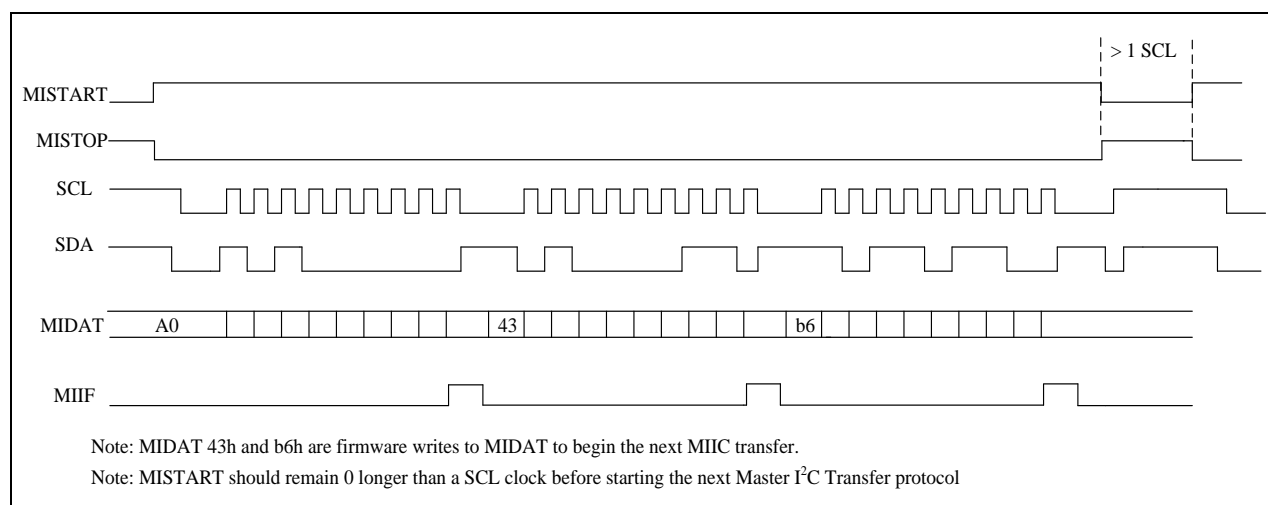 > 1 SCL
MISTART
MISTOP
SCL
SDA
MIDAT A0 43 b6
MIIF
Note: MIDAT 43h and b6h are firmware writes to MIDAT to begin the next MIIC transfer.
Note: MISTART should remain 0 longer than a SCL clock before starting the next Master I²C Transfer protocol